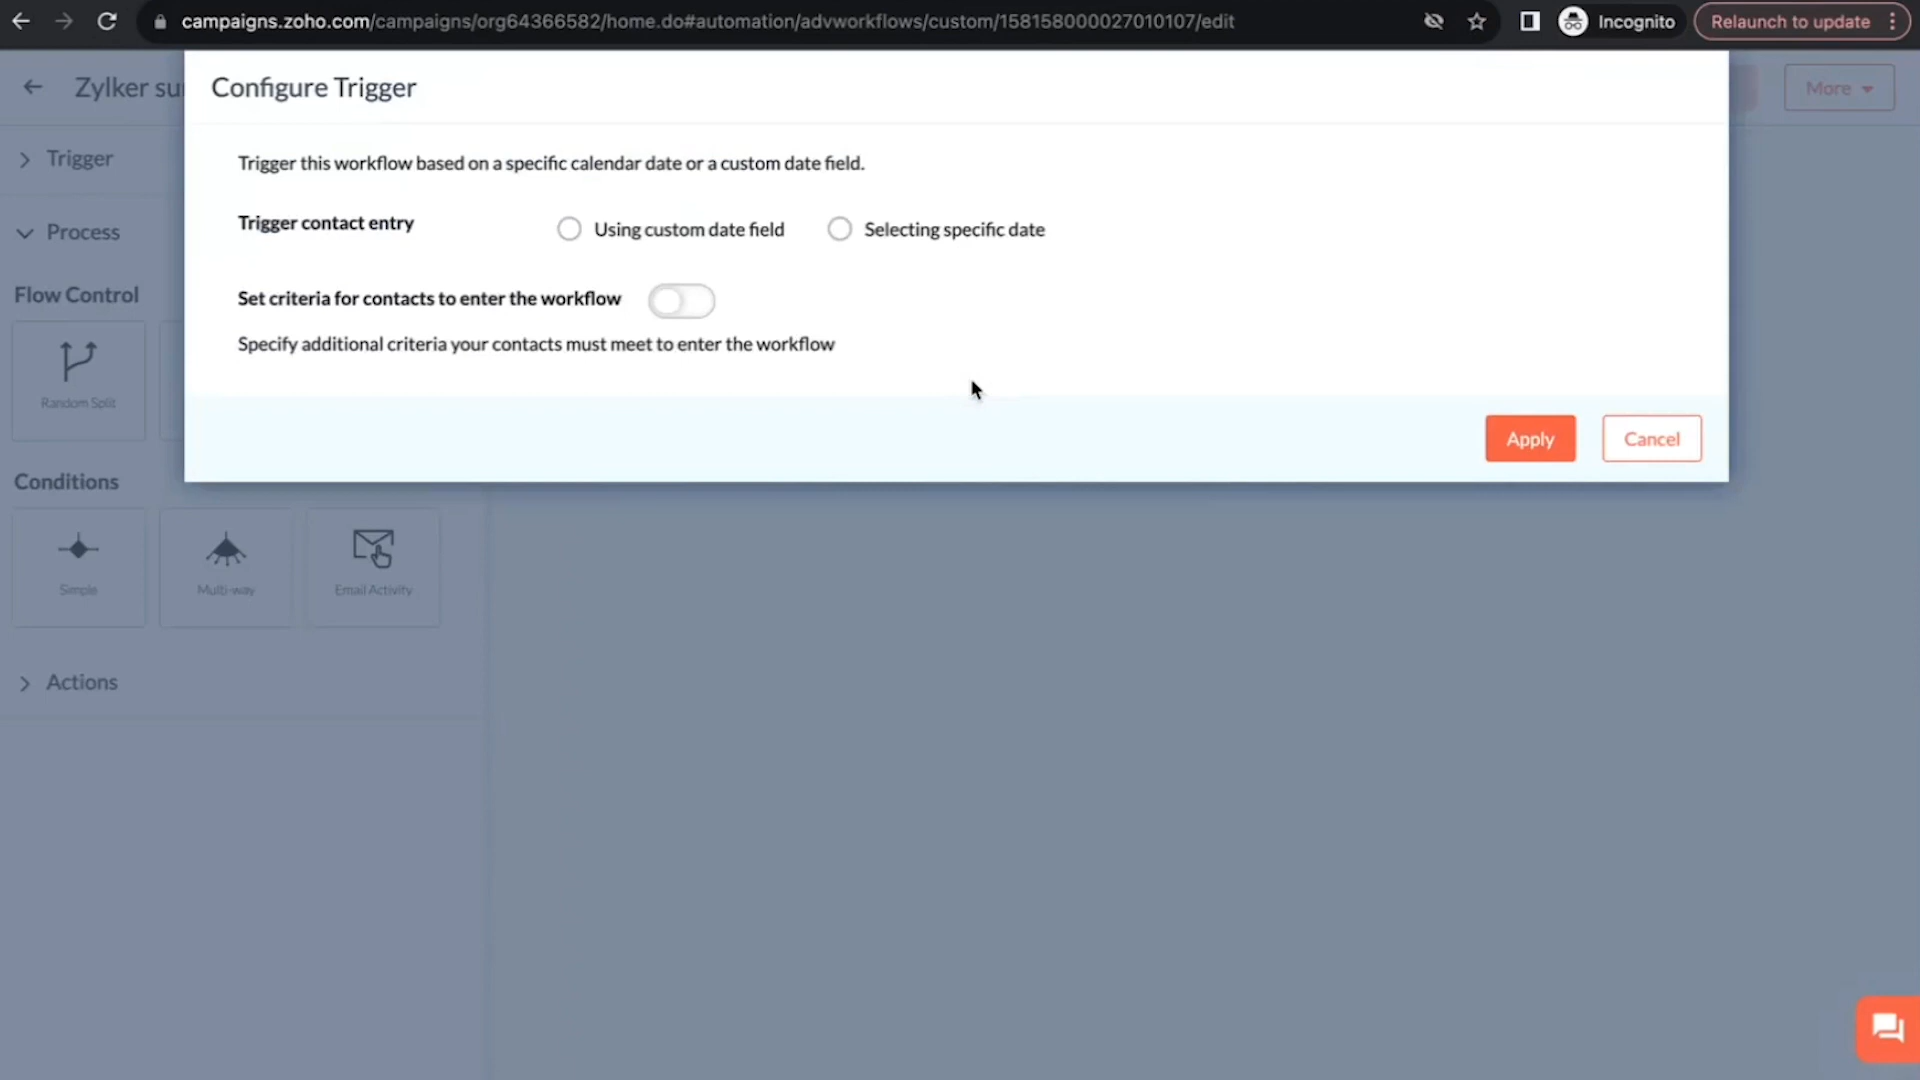 campaigns.zoho.com/campaigns/org64366582/home.do#automation/advworkflows/custom/158158000027010107/edit
Incognito
Relaunch to update
Zylker su
Configure Trigger
More
Trigger
Trigger this workflow based on a specific calendar date or a custom date field.
Trigger contact entry
Using custom date field
Selecting specific date
Process
Flow Control
Set criteria for contacts to enter the workflow
Specify additional criteria your contacts must meet to enter the workflow
Random Split
Apply
Cancel
Conditions
Simple
Multi-way
Email Activity
Actions